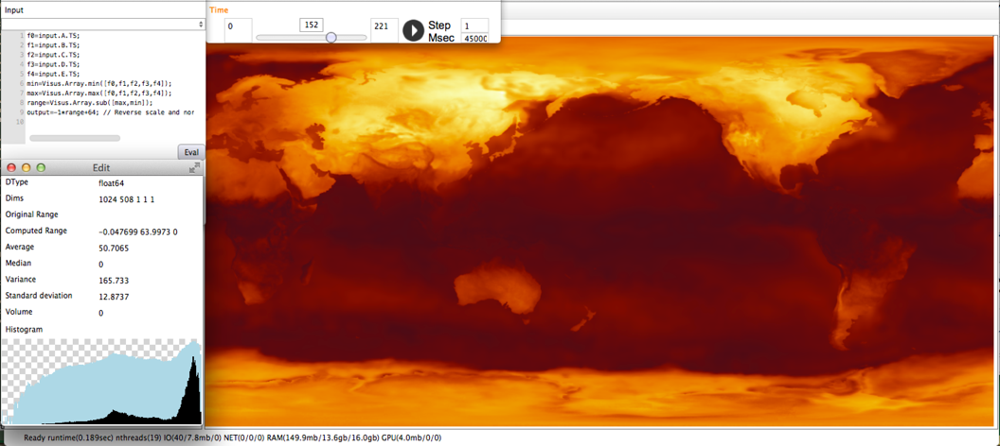 Input
Time
0
152
221
Step
1
Msec
4500
1 f0=input.A.TS;
2 f1=input.B.TS;
3 f2=input.C.TS;
4 f3=input.D.TS;
5 f4=input.E.TS;
6 min=Visus.Array.min([f0,f1,f2,f3,f4]);
7 max=Visus.Array.max([f0,f1,f2,f3,f4]);
8 range=Visus.Array.sub([max,min]);
9 output=-1*range+64; // Reverse scale and nor
10
Eval
Edit
DType float64
Dims 1024 508 1 1 1
Original Range
Computed Range -0.047699 63.9973 0
Average 50.7065
Median 0
Variance 165.733
Standard deviation 12.8737
Volume 0
Histogram
Ready runtime(0.189sec) nthreads(19) IO(40/7.8mb/0) NET(0/0/0) RAM(149.9mb/13.6gb/16.0gb) GPU(4.0mb/0/0)